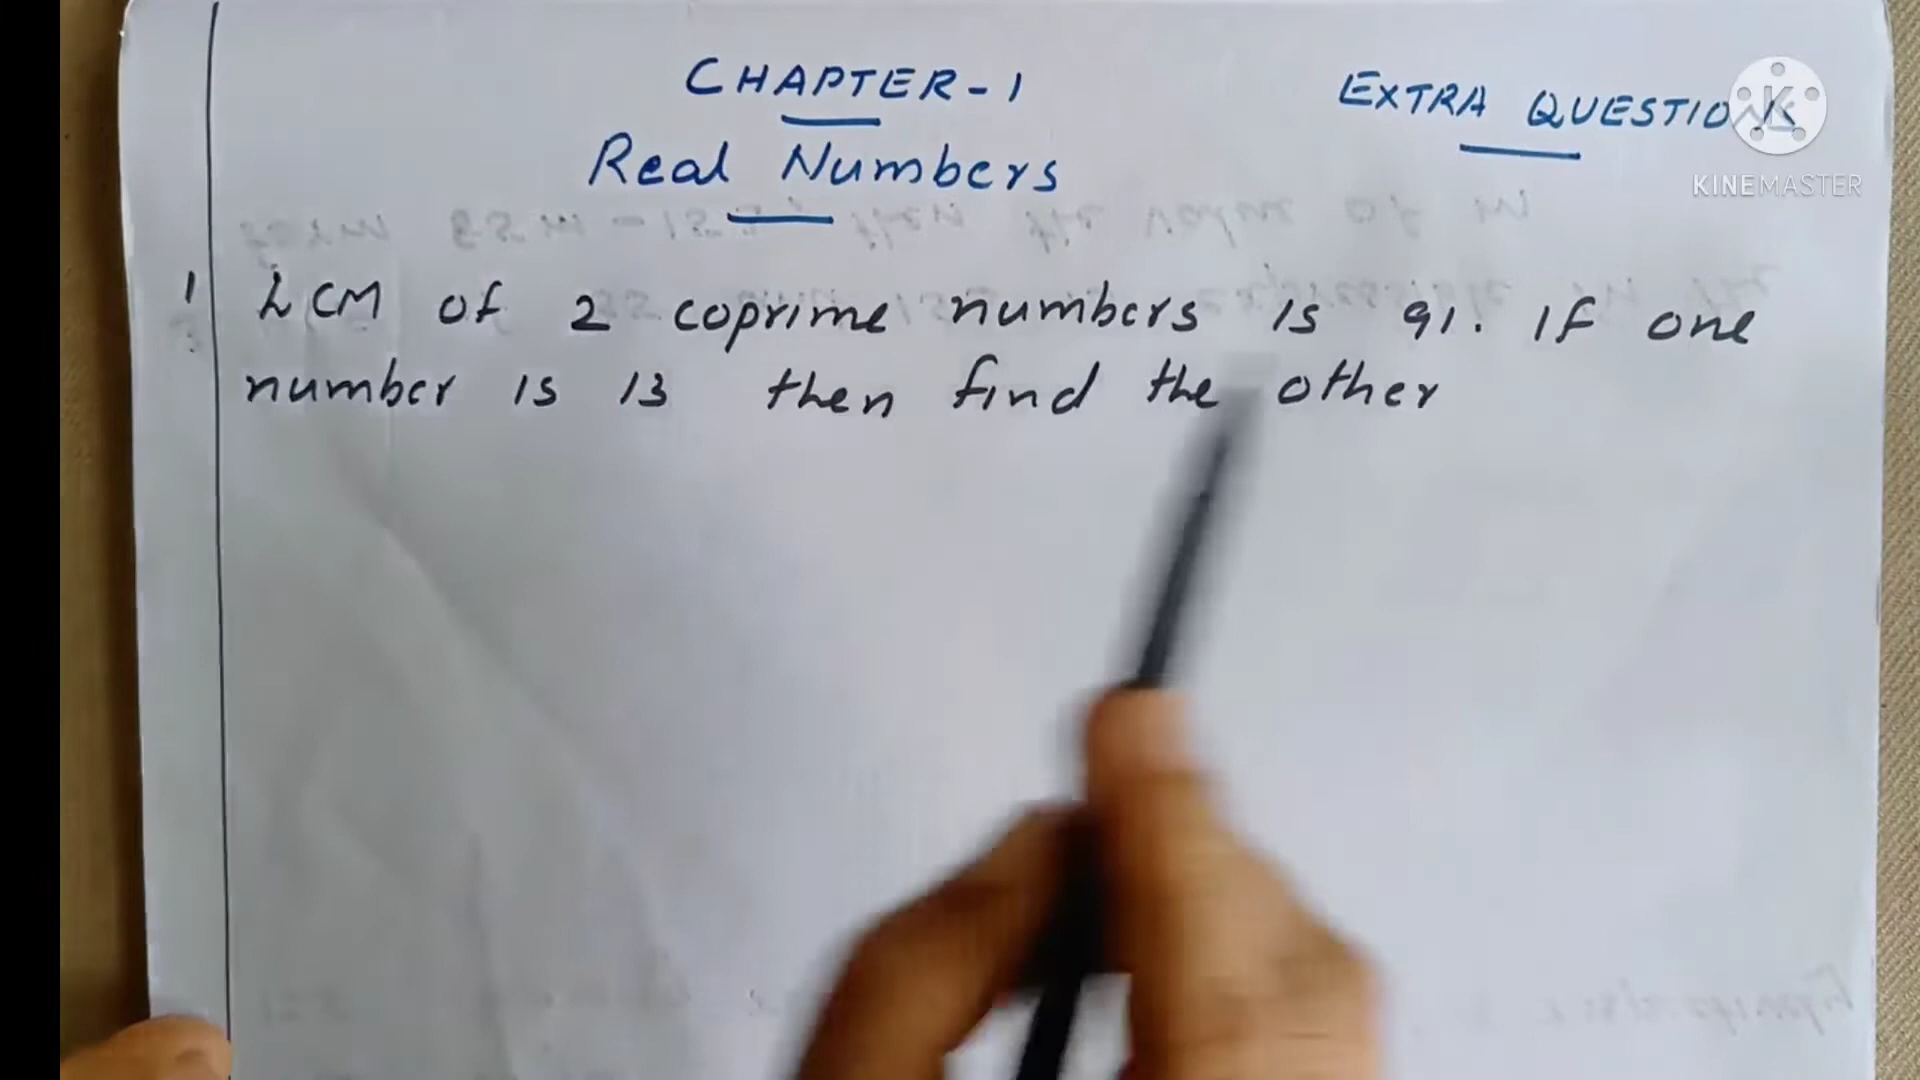 CHAPTER-1
EXTRA QUESTION
KINEMASTER
Real Numbers
1 LCM of 2 coprime numbers is 91. If one
number is 13 then find the other